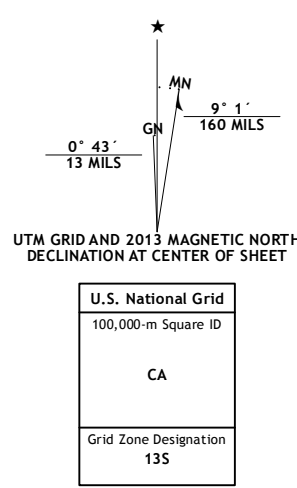 ★
MN
GN
9° 1´
160 MILS
0° 43´
13 MILS
UTM GRID AND 2013 MAGNETIC NORTH
DECLINATION AT CENTER OF SHEET
U.S. National Grid
100,000-m Square ID
CA
Grid Zone Designation
13S